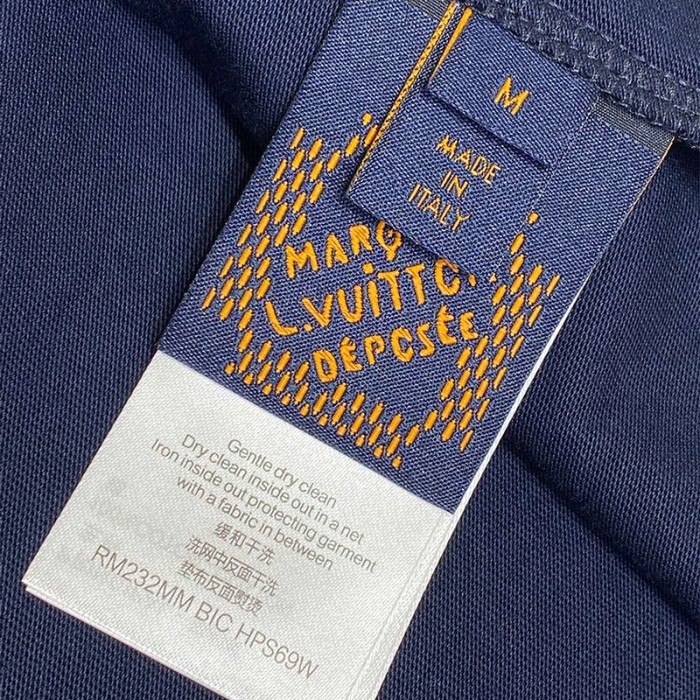 M
MADE
IN
ITALY
MARQ
L.VUiTTO
DÉPOSÉE
Gentle dry clean
Dry clean inside out in a net
Iron inside out protecting garment
with a fabric in between
缓和干洗
洗网中反面干洗
垫布反面熨烫
RM232MM BIC HPS69W